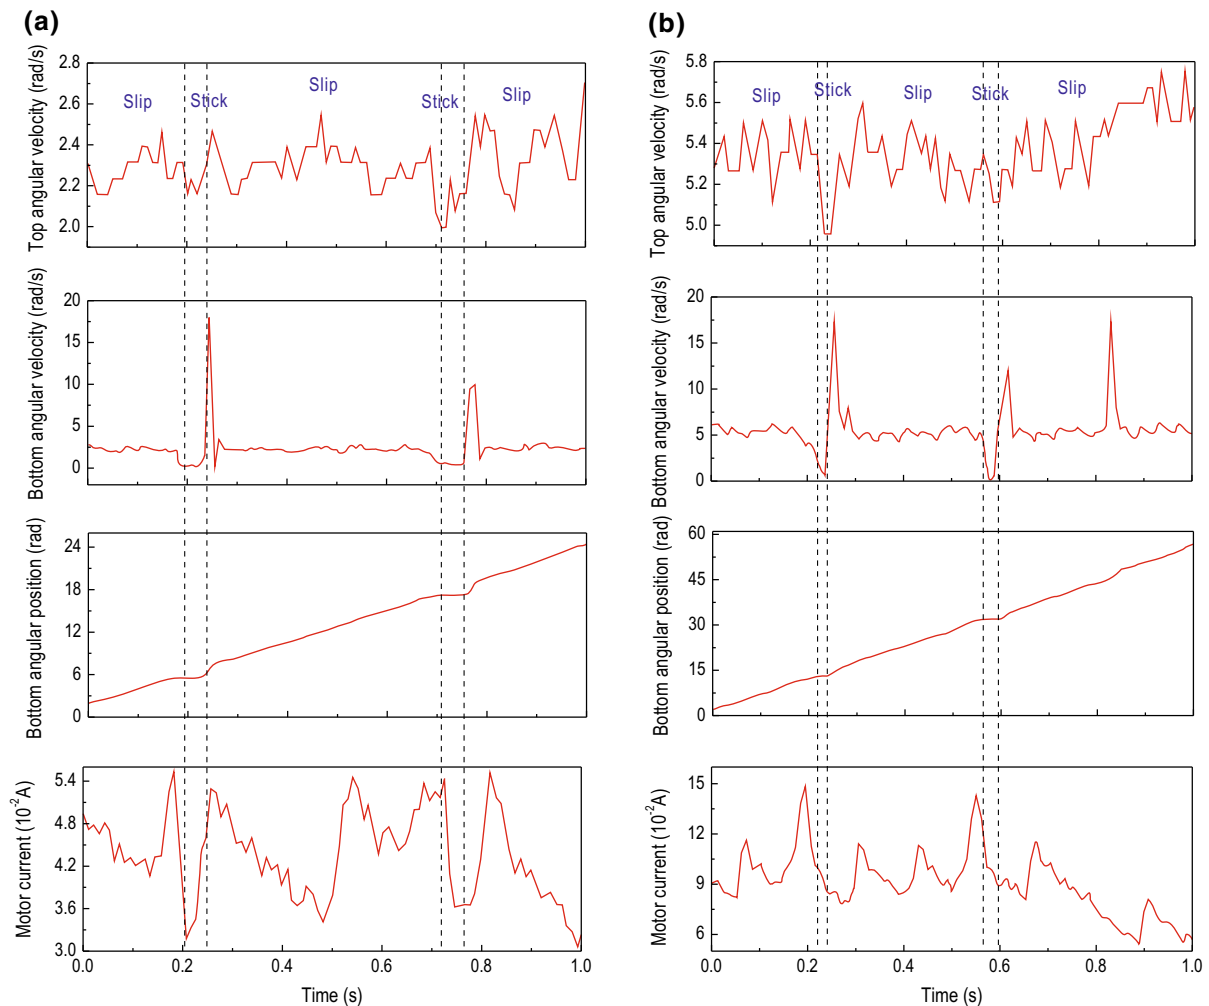 (a)
Top angular velocity (rad/s)
2.8
2.6
2.4
2.2
2.0
Slip
Stick
Slip
Stick
Slip
Bottom angular velocity (rad/s)
20
15
10
5
0
Bottom angular position (rad)
24
18
12
6
0
Motor current (10-2A)
5.4
4.8
4.2
3.6
3.0
0.0
0.2
0.4
0.6
0.8
1.0
Time (s)
(b)
Top angular velocity (rad/s)
5.8
5.6
5.4
5.2
5.0
Slip
Stick
Slip
Stick
Slip
Bottom angular velocity (rad/s)
20
15
10
5
0
Bottom angular position (rad)
60
45
30
15
0
Motor current (10-2A)
15
12
9
6
0.0
0.2
0.4
0.6
0.8
1.0
Time (s)